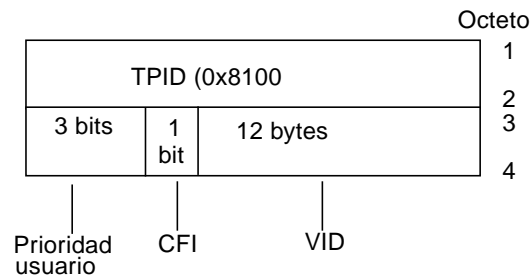 Octeto
1
TPID (0x8100
2
3 bits
1
bit
12 bytes
3
4
Prioridad
usuario
CFI
VID